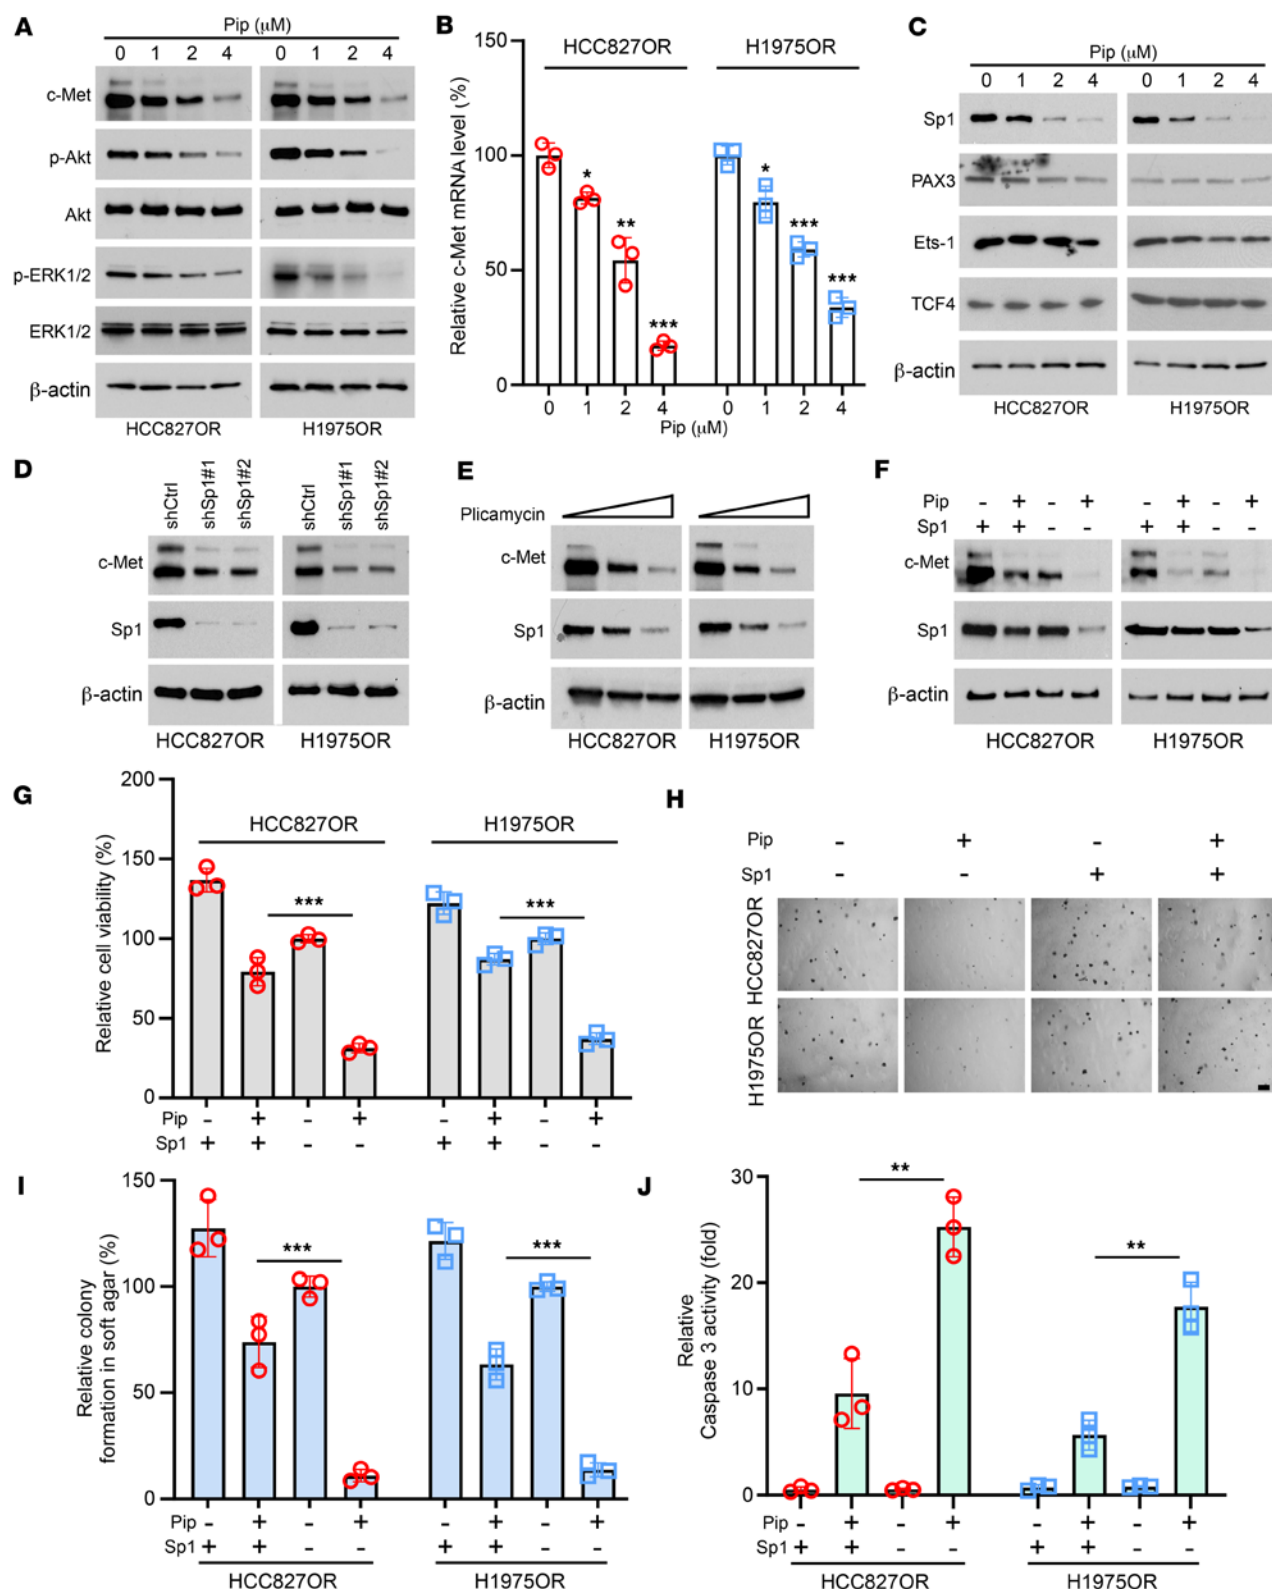 A
Pip (μM)
0 1 2 4 0 1 2 4
c-Met
p-Akt
Akt
p-ERK1/2
ERK1/2
β-actin
HCC827OR H1975OR
B
HCC827OR H1975OR
Relative c-Met mRNA level (%)
150
100
50
0
* ** *** * *** ***
0 1 2 4 0 1 2 4
Pip (μM)
C
Pip (μM)
0 1 2 4 0 1 2 4
Sp1
PAX3
Ets-1
TCF4
β-actin
HCC827OR H1975OR
D
shCtrl shSp1#1 shSp1#2 shCtrl shSp1#1 shSp1#2
c-Met
Sp1
β-actin
HCC827OR H1975OR
E
Plicamycin
c-Met
Sp1
β-actin
HCC827OR H1975OR
F
Pip - + - + - + - +
Sp1 + + - - + + - -
c-Met
Sp1
β-actin
HCC827OR H1975OR
G
HCC827OR H1975OR
Relative cell viability (%)
200
150
100
50
0
*** ***
Pip - + - + - + - +
Sp1 + + - - + + - -
H
Pip - + - +
Sp1 - - + +
HCC827OR
H1975OR
I
Relative colony
formation in soft agar (%)
150
100
50
0
*** ***
Pip - + - + - + - +
Sp1 + + - - + + - -
HCC827OR H1975OR
J
Relative
Caspase 3 activity (fold)
30
20
10
0
** **
Pip - + - + - + - +
Sp1 + + - - + + - -
HCC827OR H1975OR